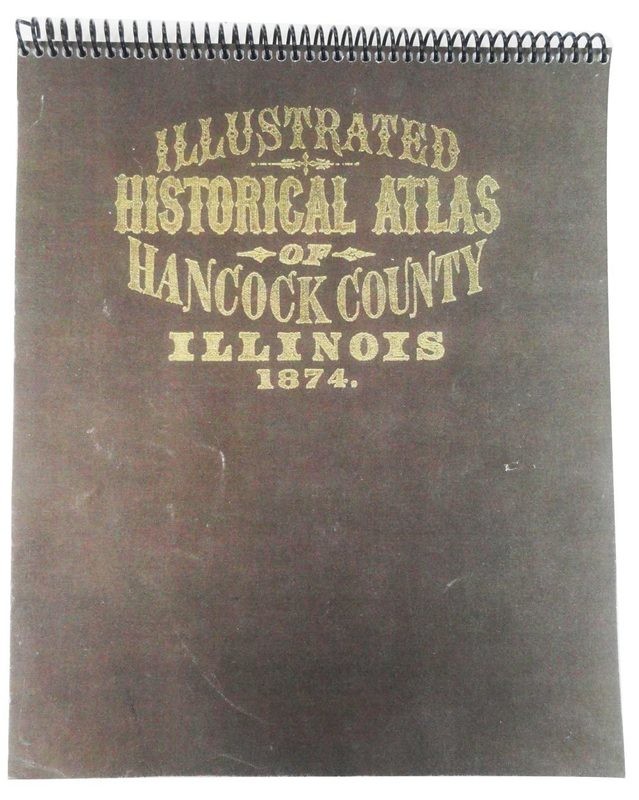 ILLUSTRATED
HISTORICAL ATLAS
OF
HANCOCK COUNTY
ILLINOIS
1874.